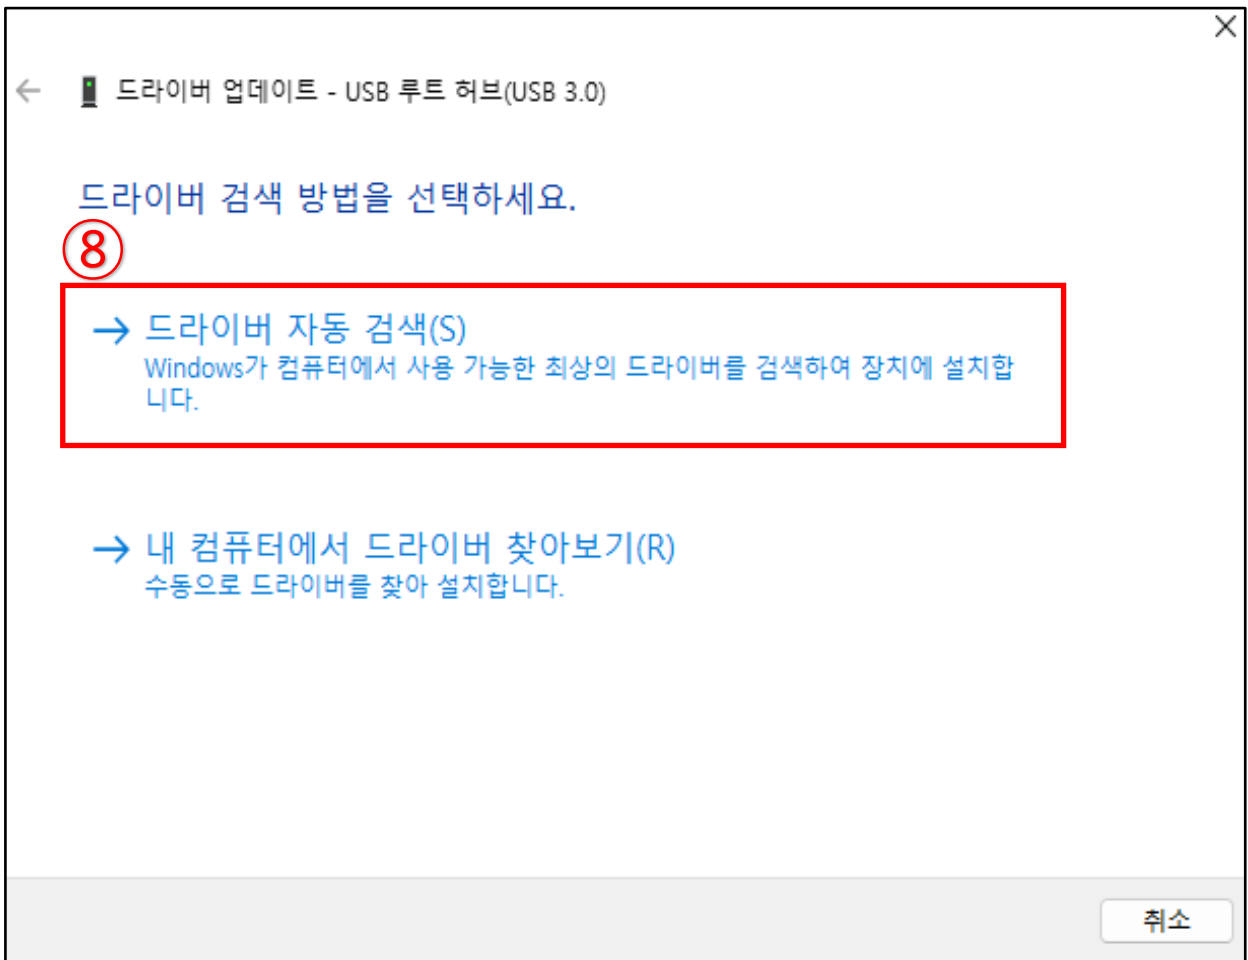 드라이버 업데이트 - USB 루트 허브(USB 3.0)
드라이버 검색 방법을 선택하세요.
⑧
드라이버 자동 검색(S)
Windows가 컴퓨터에서 사용 가능한 최상의 드라이버를 검색하여 장치에 설치합
니다.
내 컴퓨터에서 드라이버 찾아보기(R)
수동으로 드라이버를 찾아 설치합니다.
취소